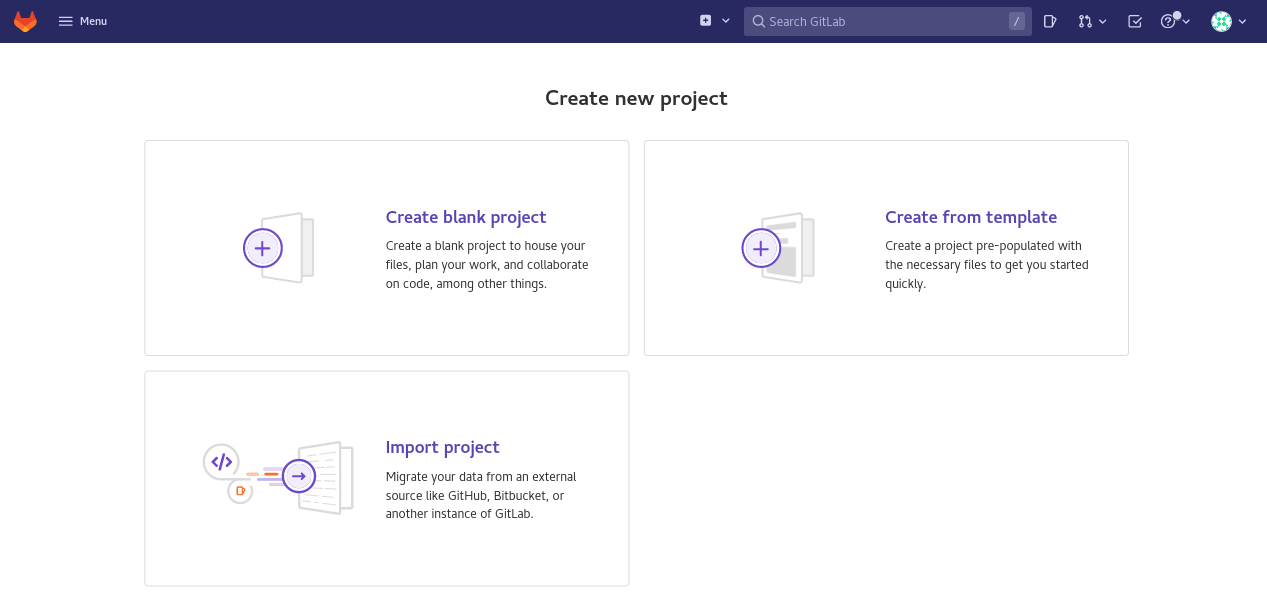 Menu
Search GitLab
/
Create new project
Create blank project
Create a blank project to house your
files, plan your work, and collaborate
on code, among other things.
Create from template
Create a project pre-populated with
the necessary files to get you started
quickly.
Import project
Migrate your data from an external
source like GitHub, Bitbucket, or
another instance of GitLab.